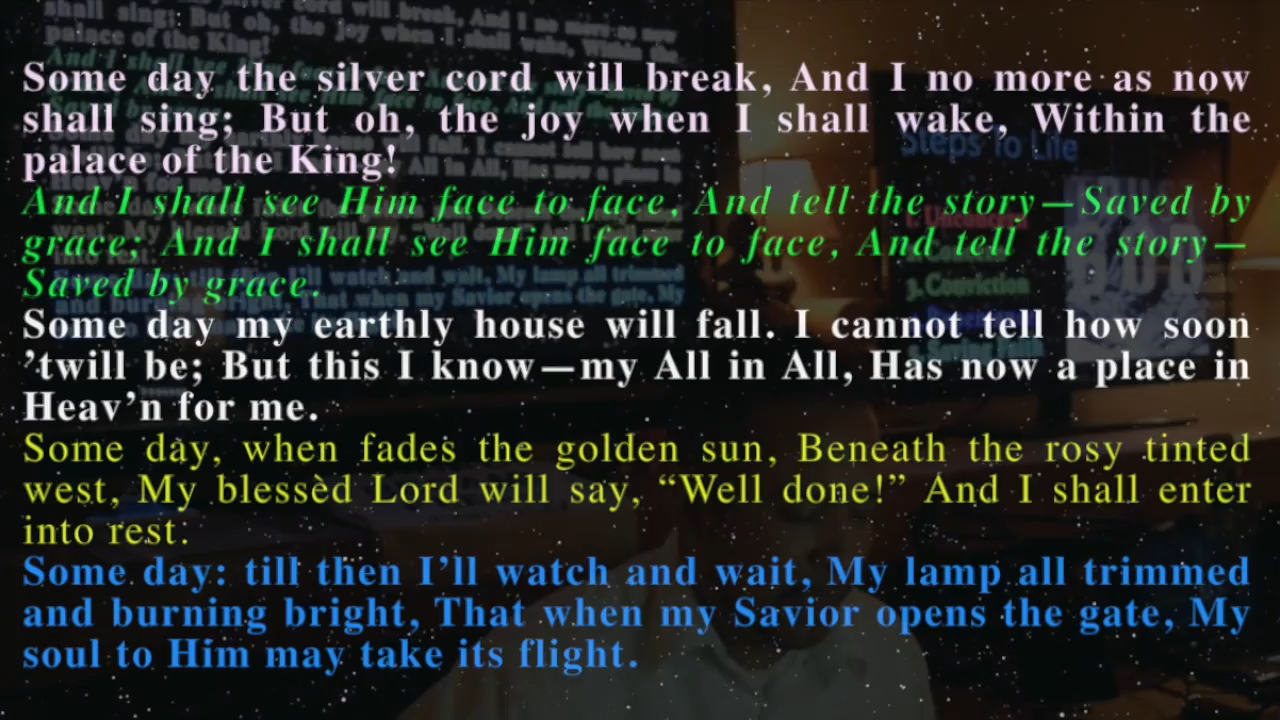 Some day the silver cord will break, And I no more as now
shall sing; But oh, the joy when I shall wake, Within the
palace of the King!
And I shall see Him face to face, And tell the story—Saved by
grace; And I shall see Him face to face, And tell the story—
Saved by grace.
Some day my earthly house will fall. I cannot tell how soon
’twill be; But this I know—my All in All, Has now a place in
Heav’n for me.
Some day, when fades the golden sun, Beneath the rosy tinted
west, My blessèd Lord will say, “Well done!” And I shall enter
into rest.
Some day: till then I’ll watch and wait, My lamp all trimmed
and burning bright, That when my Savior opens the gate, My
soul to Him may take its flight.
Steps To Life
3. Conviction